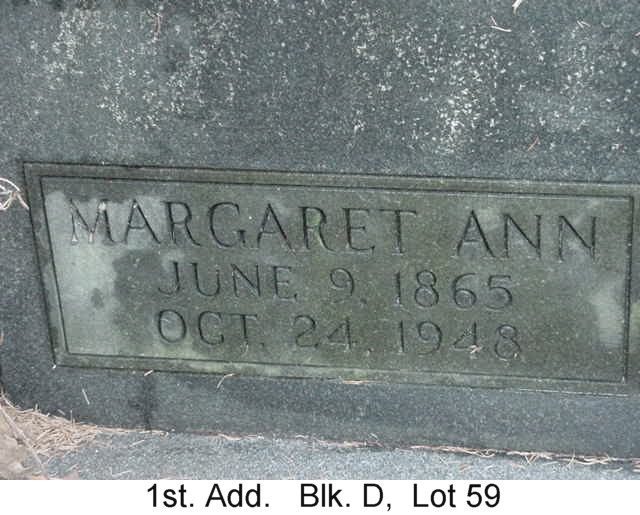 MARGARET ANN
JUNE 9, 1865
OCT. 24, 1948
1st. Add. Blk. D, Lot 59